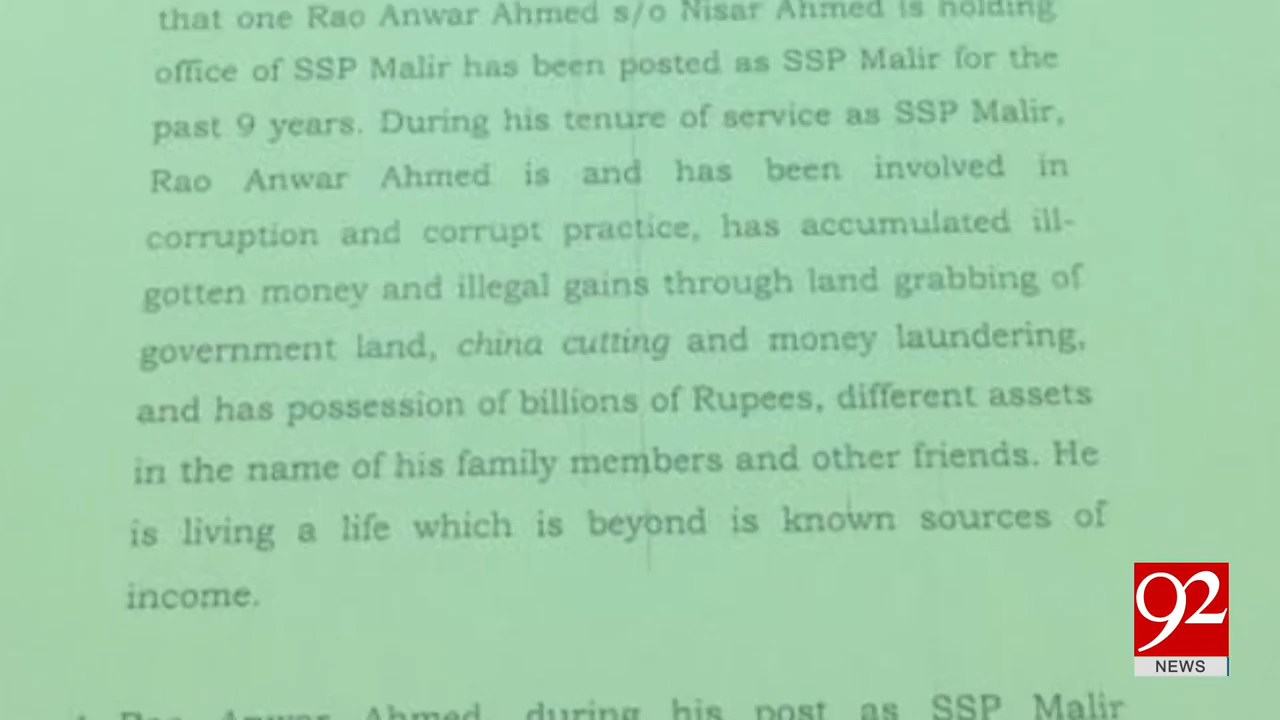 that one Rao Anwar Ahmed s/o Nisar Ahmed is holding
office of SSP Malir has been posted as SSP Malir for the
past 9 years. During his tenure of service as SSP Malir,
Rao Anwar Ahmed is and has been involved in
corruption and corrupt practice, has accumulated ill-
gotten money and illegal gains through land grabbing of
government land, china cutting and money laundering,
and has possession of billions of Rupees, different assets
in the name of his family members and other friends. He
is living a life which is beyond is known sources of
income.
Rao Anwar Ahmed, during his post as SSP Malir
92
NEWS